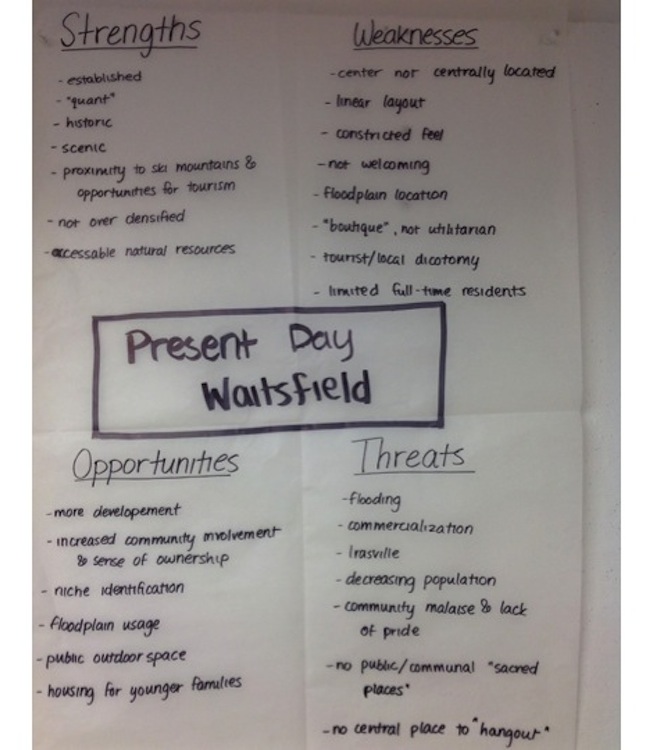 Strengths
- established
- "quant"
- historic
- scenic
- proximity to ski mountains &
opportunities for tourism
- not over densified
- accessable natural resources
Weaknesses
- center not centrally located
- linear layout
- constricted feel
- not welcoming
- floodplain location
- "boutique", not utilitarian
- tourist/local dicotomy
- limited full-time residents
Present Day
Waitsfield
Opportunities
- more developement
- increased community involvement
& sense of ownership
- niche identification
- floodplain usage
- public outdoor space
- housing for younger families
Threats
- flooding
- commercialization
- Irasville
- decreasing population
- community malaise & lack
of pride
- no public/communal "sacred
places"
- no central place to "hangout"